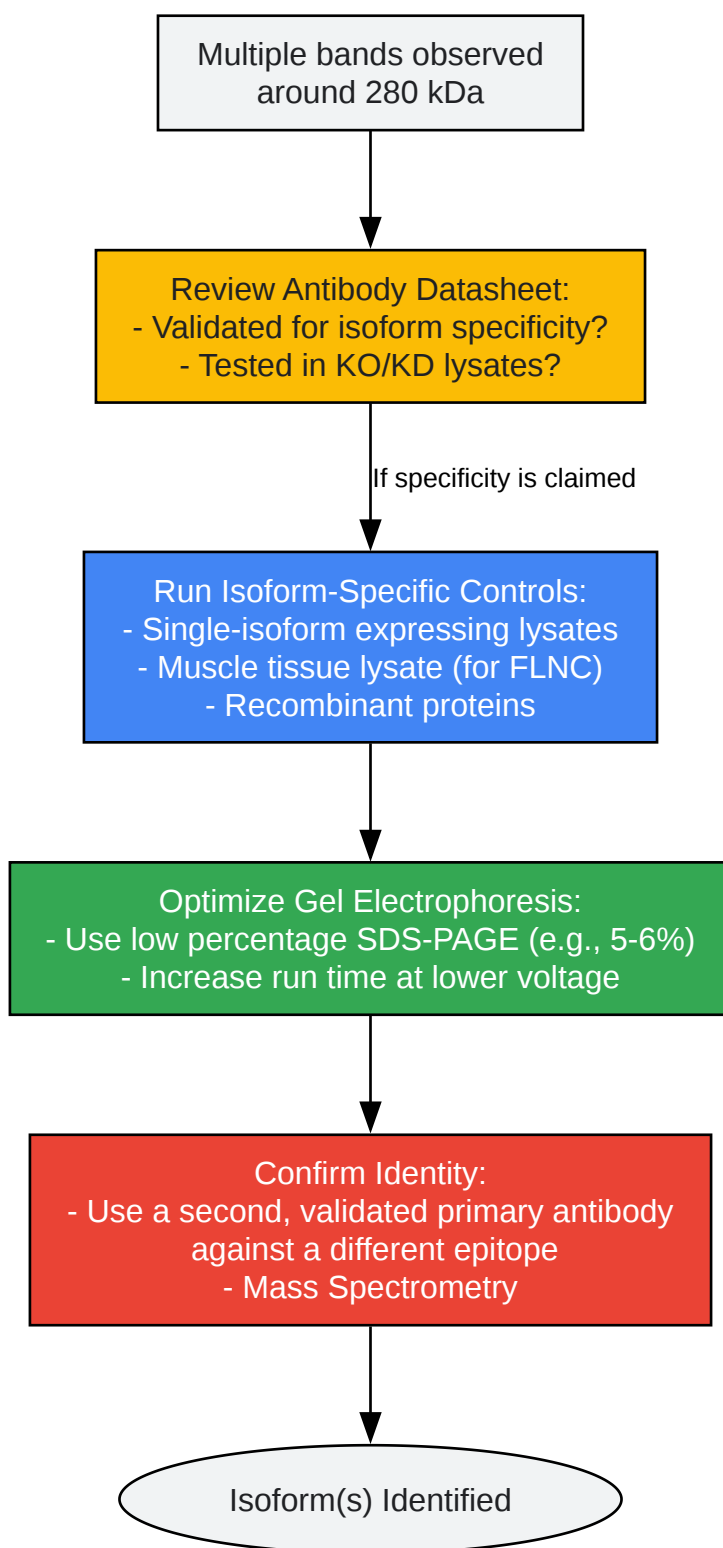 Multiple bands observed
around 280 kDa
Review Antibody Datasheet:
- Validated for isoform specificity?
- Tested in KO/KD lysates?
If specificity is claimed
Run Isoform-Specific Controls:
- Single-isoform expressing lysates
- Muscle tissue lysate (for FLNC)
- Recombinant proteins
Optimize Gel Electrophoresis:
- Use low percentage SDS-PAGE (e.g., 5-6%)
- Increase run time at lower voltage
Confirm Identity:
- Use a second, validated primary antibody
against a different epitope
- Mass Spectrometry
Isoform(s) Identified